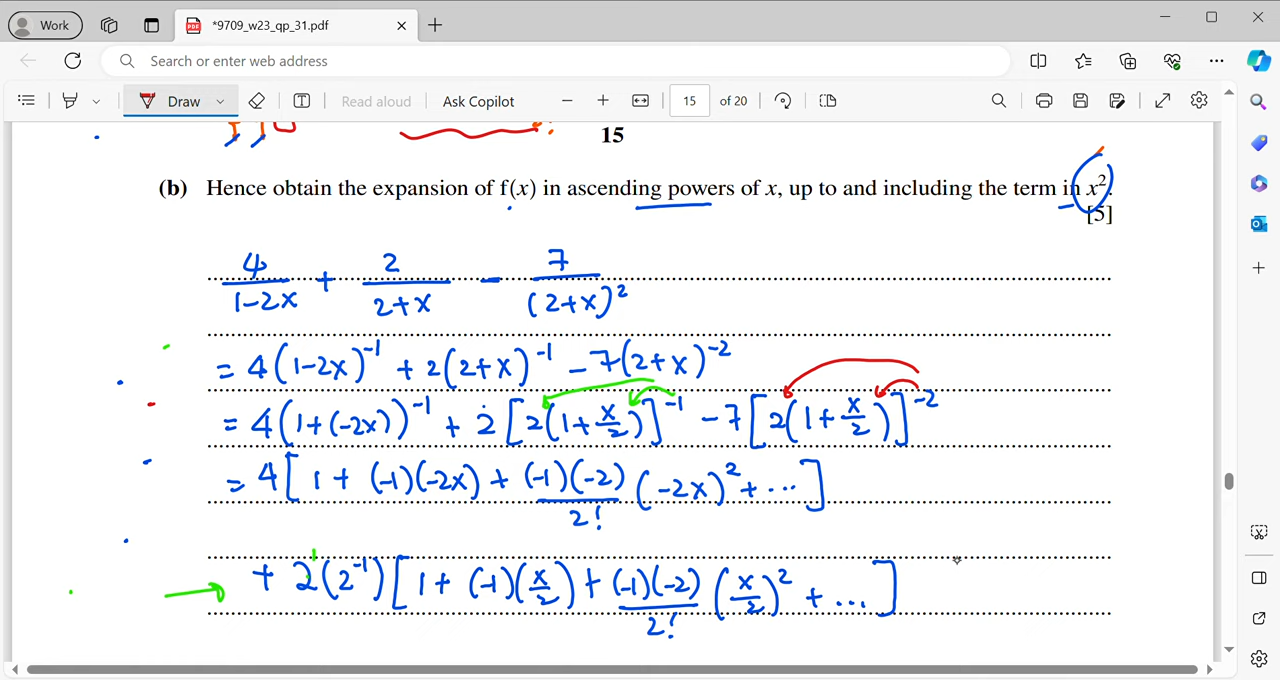 Work
*9709_w23_qp_31.pdf
Search or enter web address
Draw
Read aloud
Ask Copilot
15
of 20
15
(b) Hence obtain the expansion of f(x) in ascending powers of x, up to and including the term in x².
[5]
4/(1-2x) + 2/(2+x) - 7/(2+x)²
= 4(1-2x)⁻¹ + 2(2+x)⁻¹ - 7(2+x)⁻²
= 4(1+(-2x))⁻¹ + 2[2(1+x/2)]⁻¹ - 7[2(1+x/2)]⁻²
= 4[1 + (-1)(-2x) + (-1)(-2)/2! (-2x)² + ...]
+ 2¹(2⁻¹)[1 + (-1)(x/2) + (-1)(-2)/2! (x/2)² + ...]